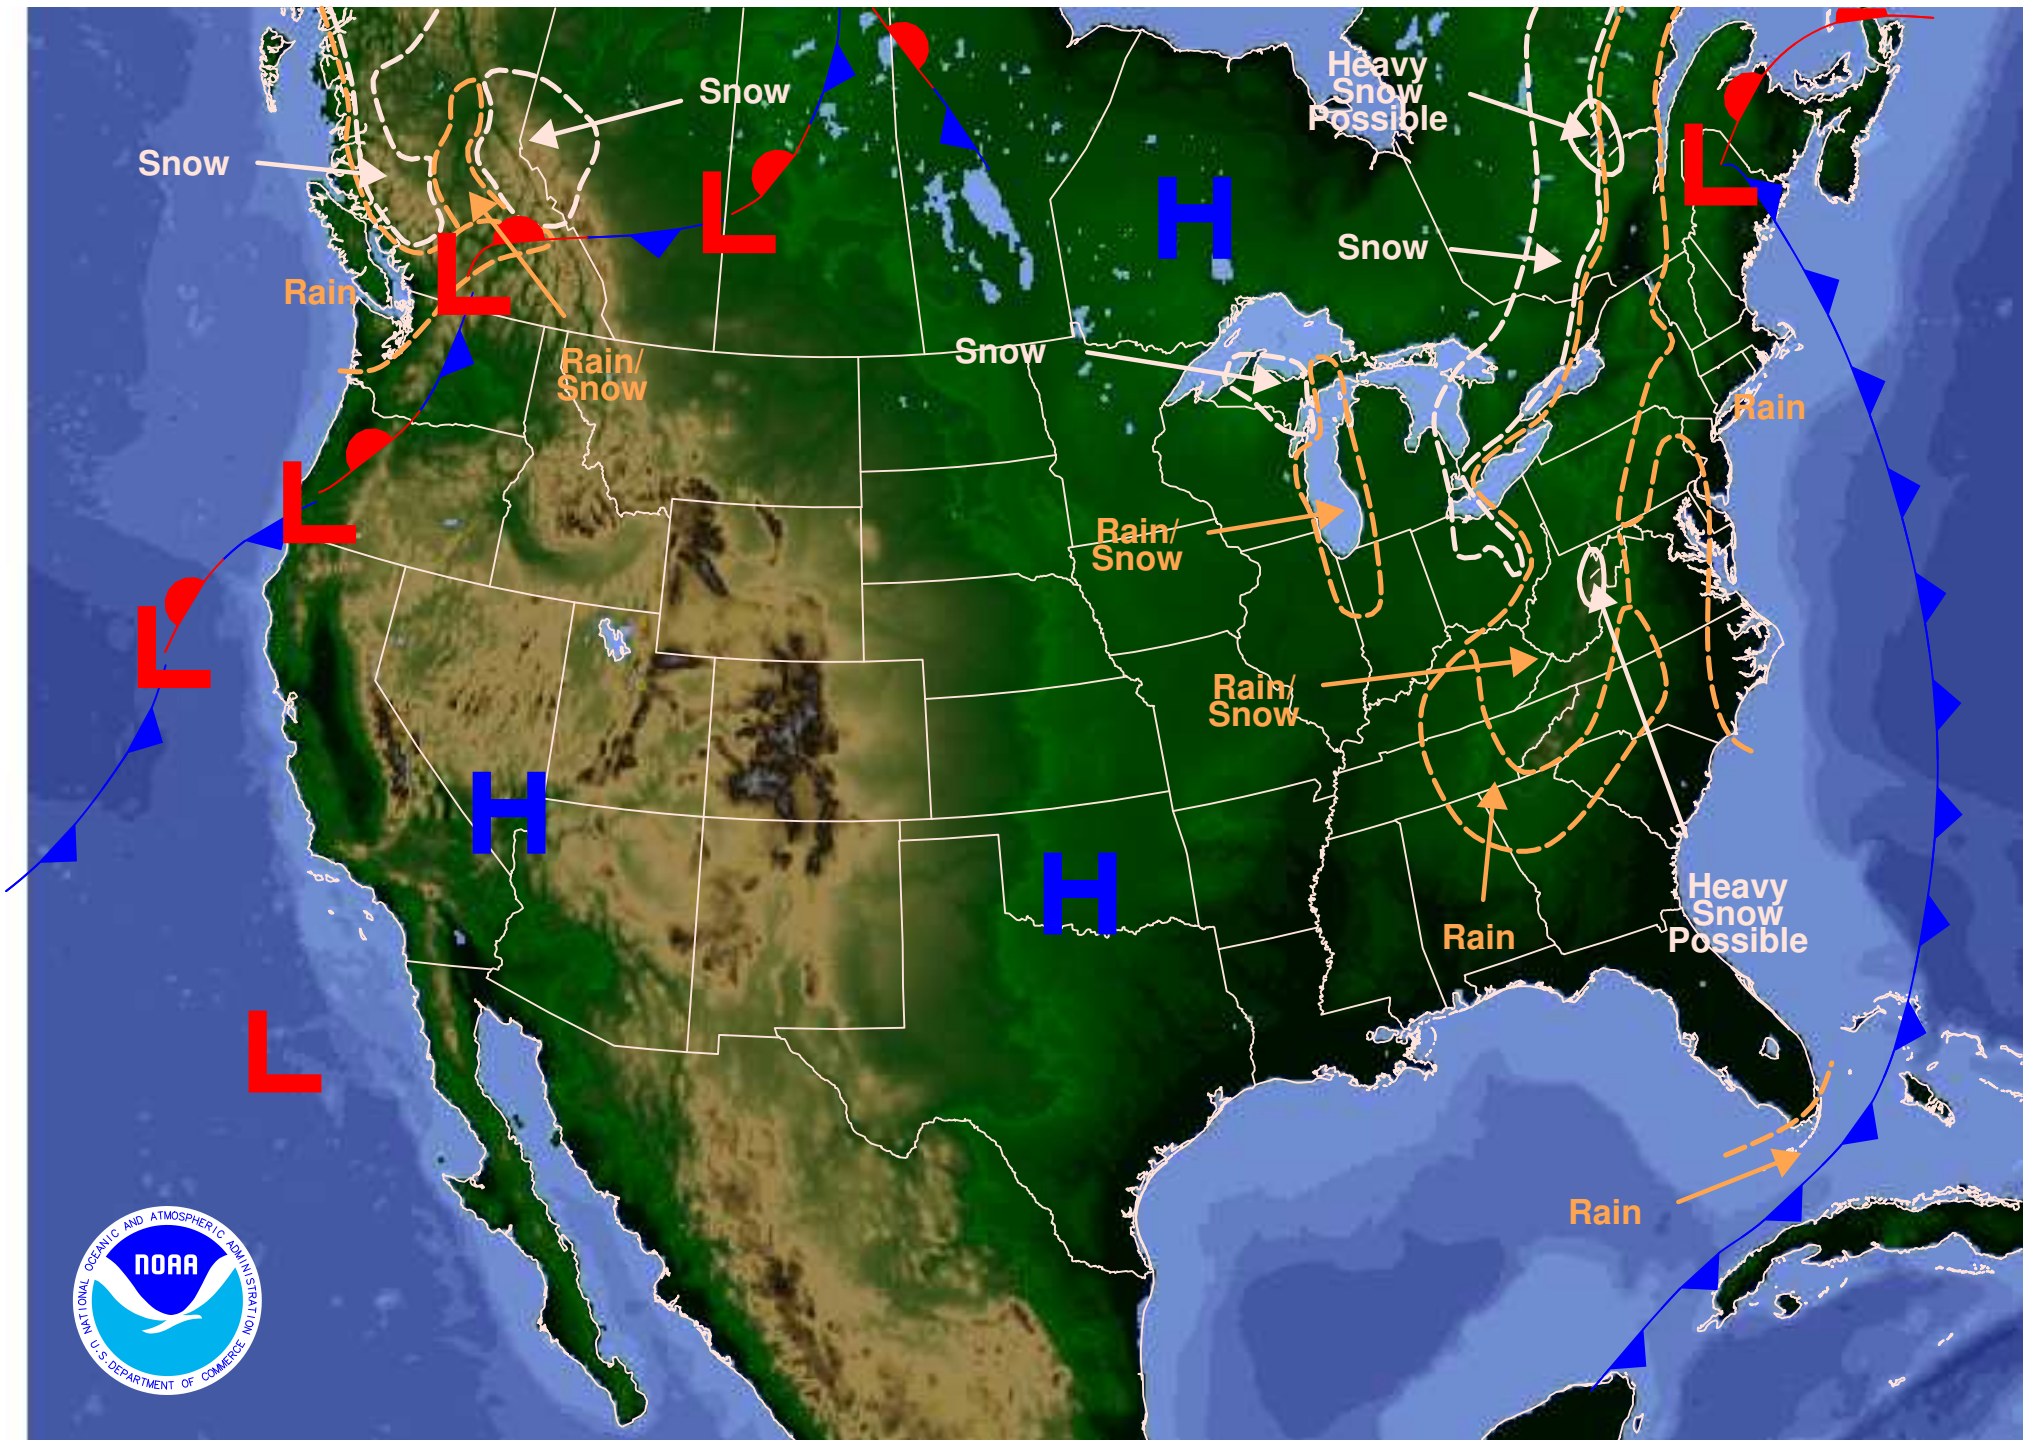 Heavy
Snow
Possible
Snow
Snow
H
L
L
Snow
Rain
L
Snow
Rain/
Snow
Rain
L
Rain/
Snow
L
Rain/
Snow
H
H
Heavy
Snow
Possible
Rain
L
Rain
NATIONAL OCEANIC AND ATMOSPHERIC ADMINISTRATION
NOAA
U.S. DEPARTMENT OF COMMERCE